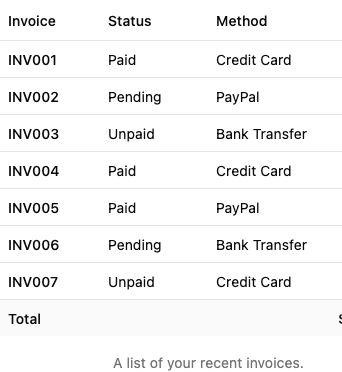 Invoice Status Method
INV001 Paid Credit Card
INV002 Pending PayPal
INV003 Unpaid Bank Transfer
INV004 Paid Credit Card
INV005 Paid PayPal
INV006 Pending Bank Transfer
INV007 Unpaid Credit Card
Total
A list of your recent invoices.